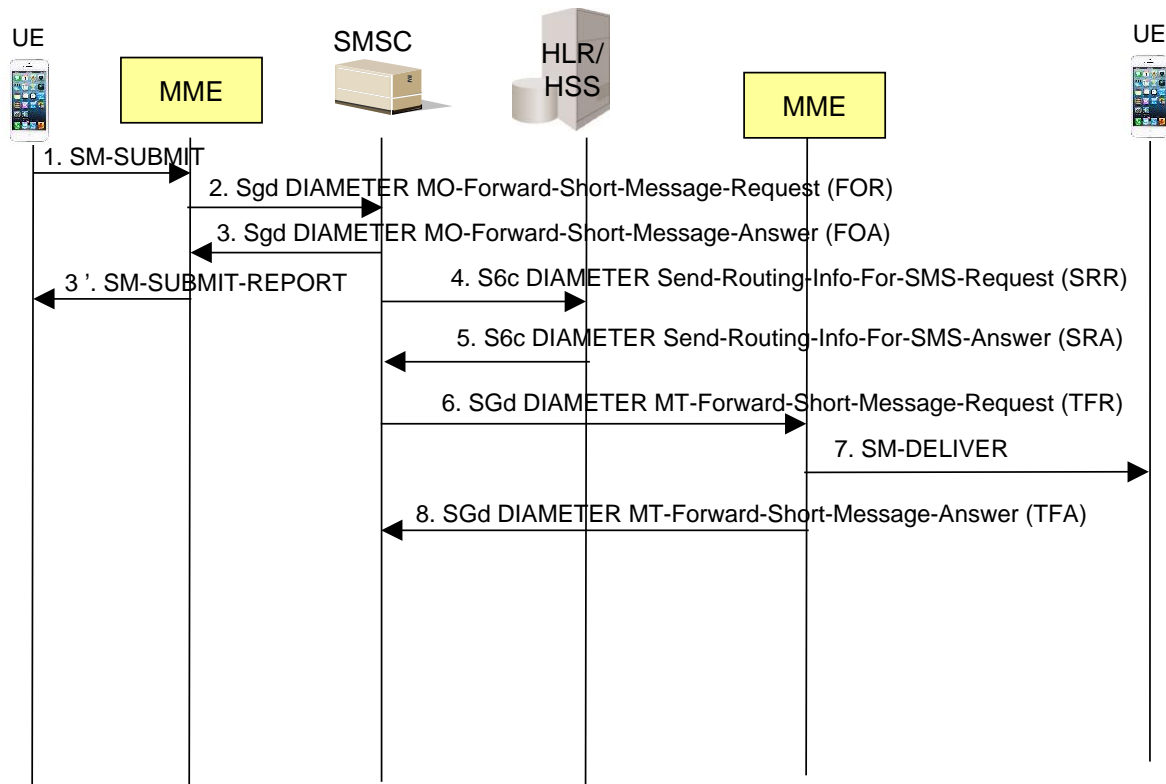 UE
MME
SMSC
HLR/
HSS
MME
UE
1. SM-SUBMIT
2. Sgd DIAMETER MO-Forward-Short-Message-Request (FOR)
3. Sgd DIAMETER MO-Forward-Short-Message-Answer (FOA)
3 '. SM-SUBMIT-REPORT
4. S6c DIAMETER Send-Routing-Info-For-SMS-Request (SRR)
5. S6c DIAMETER Send-Routing-Info-For-SMS-Answer (SRA)
6. SGd DIAMETER MT-Forward-Short-Message-Request (TFR)
7. SM-DELIVER
8. SGd DIAMETER MT-Forward-Short-Message-Answer (TFA)